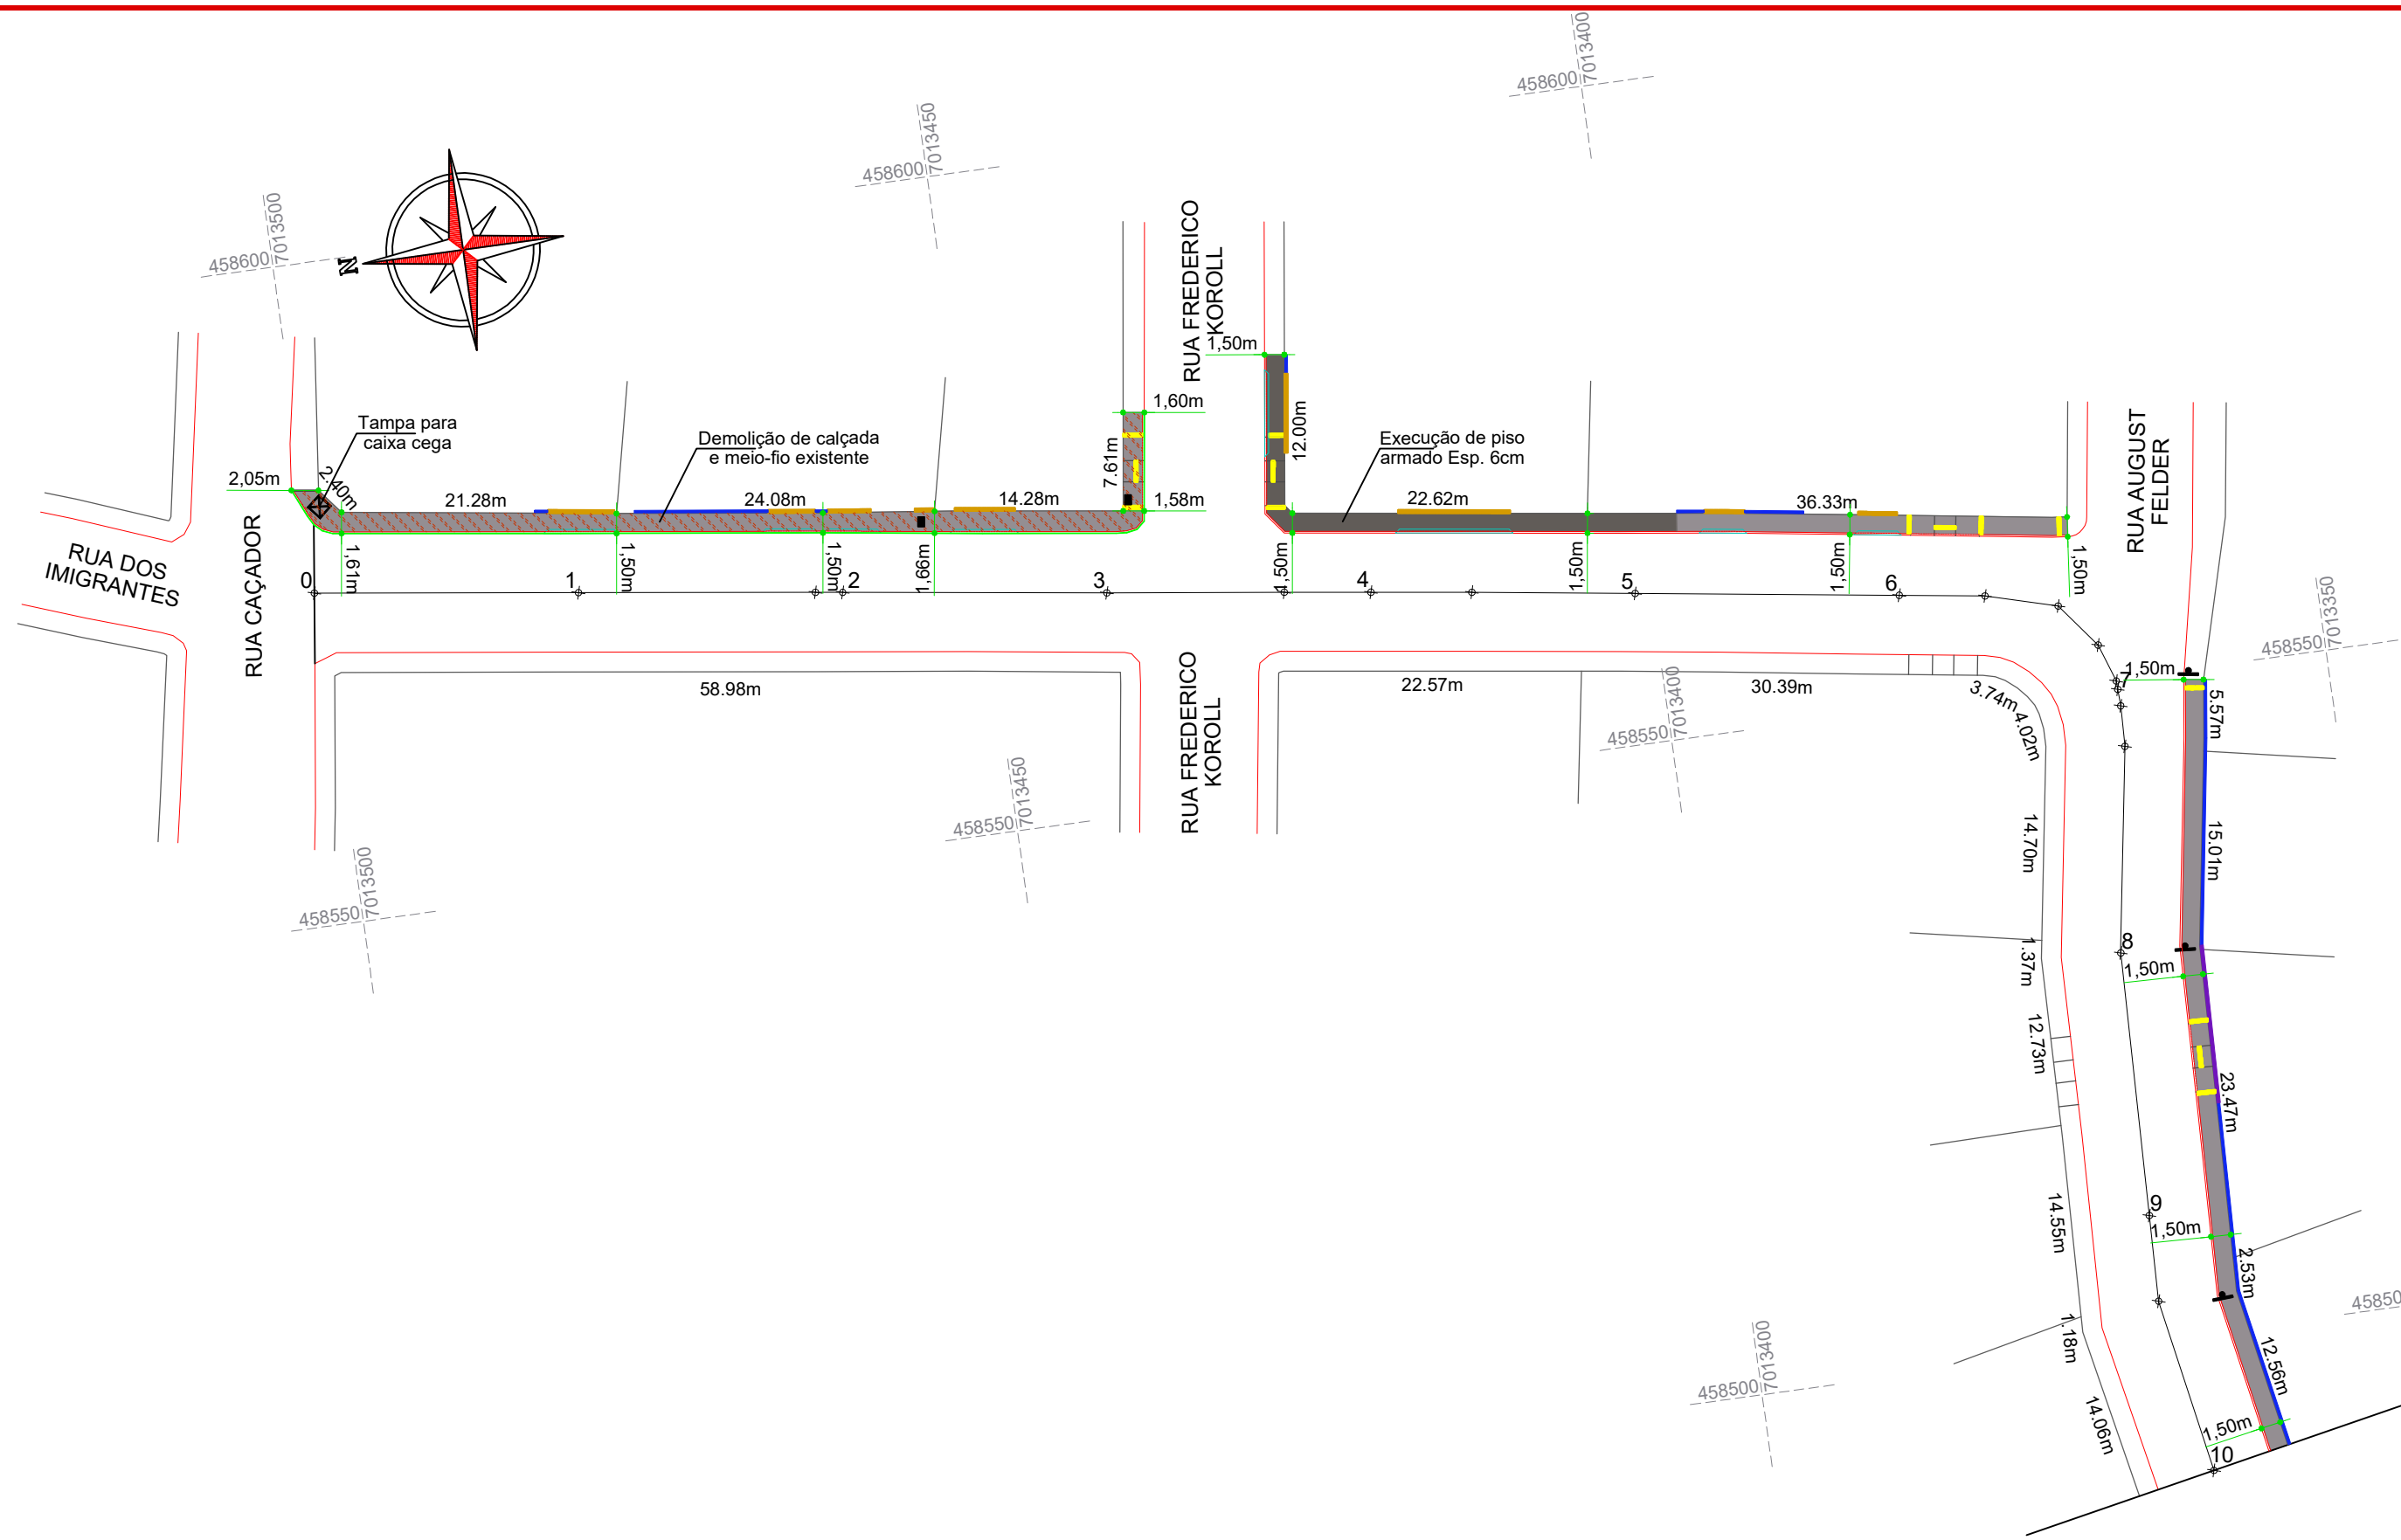 458600
7013400
458600
7013450
458600
7013500
N
RUA FREDERICO
KOROLL
1,50m
1,60m
12.00m
7.61m
1,58m
Tampa para
caixa cega
Demolição de calçada
e meio-fio existente
Execução de piso
armado Esp. 6cm
RUA AUGUST
FELDER
2,05m
2.40m
21.28m
24.08m
14.28m
22.62m
36.33m
RUA DOS
IMIGRANTES
RUA CAÇADOR
1,61m
1,50m
1,50m
1,69m
1,50m
1,50m
1,50m
1,50m
0
1
2
3
4
5
6
458550
7013350
58.98m
RUA FREDERICO
KOROLL
22.57m
30.39m
3.74m
4.02m
7
1,50m
5.57m
458550
7013400
458550
7013450
458550
7013500
14.70m
15.01m
1.37m
8
1,50m
12.73m
23.47m
14.55m
9
1,50m
2.53m
1.18m
12.56m
14.06m
1,50m
10
458500
7013400
45850